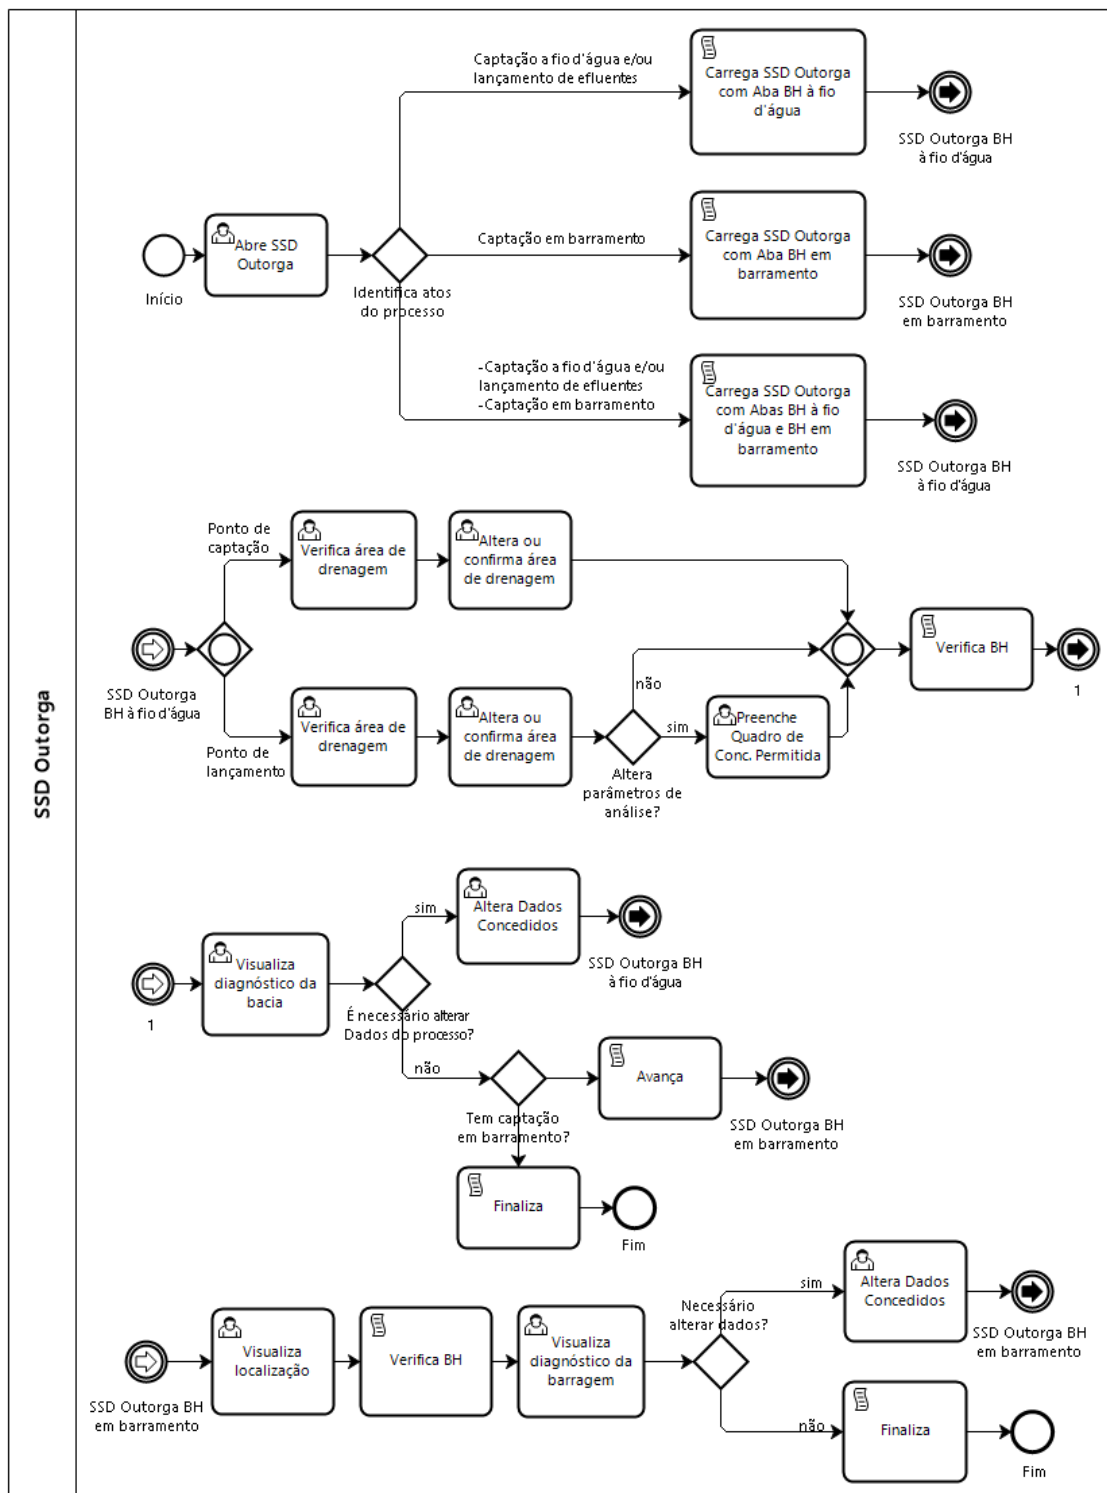 SSD Outorga
Captação a fio d'água e/ou
lançamento de efluentes
Carrega SSD Outorga
com Aba BH à fio
d'água
SSD Outorga BH
à fio d'água
Início
Abre SSD
Outorga
Identifica atos
do processo
Captação em barramento
Carrega SSD Outorga
com Aba BH em
barramento
SSD Outorga BH
em barramento
-Captação a fio d'água e/ou
lançamento de efluentes
-Captação em barramento
Carrega SSD Outorga
com Abas BH à fio
d'água e BH em
barramento
SSD Outorga BH
à fio d'água
SSD Outorga
BH à fio d'água
Ponto de
captação
Verifica área de
drenagem
Altera ou
confirma área
de drenagem
Ponto de
lançamento
Verifica área de
drenagem
Altera ou
confirma área
de drenagem
Altera
parâmetros de
análise?
não
sim
Preenche
Quadro de
Conc. Permitida
Verifica BH
1
1
Visualiza
diagnóstico da
bacia
É necessário alterar
Dados do processo?
sim
Altera Dados
Concedidos
SSD Outorga BH
à fio d'água
não
Tem captação
em barramento?
Avança
SSD Outorga BH
em barramento
Finaliza
Fim
SSD Outorga BH
em barramento
Visualiza
localização
Verifica BH
Visualiza
diagnóstico da
barragem
Necessário
alterar dados?
sim
Altera Dados
Concedidos
SSD Outorga BH
em barramento
não
Finaliza
Fim